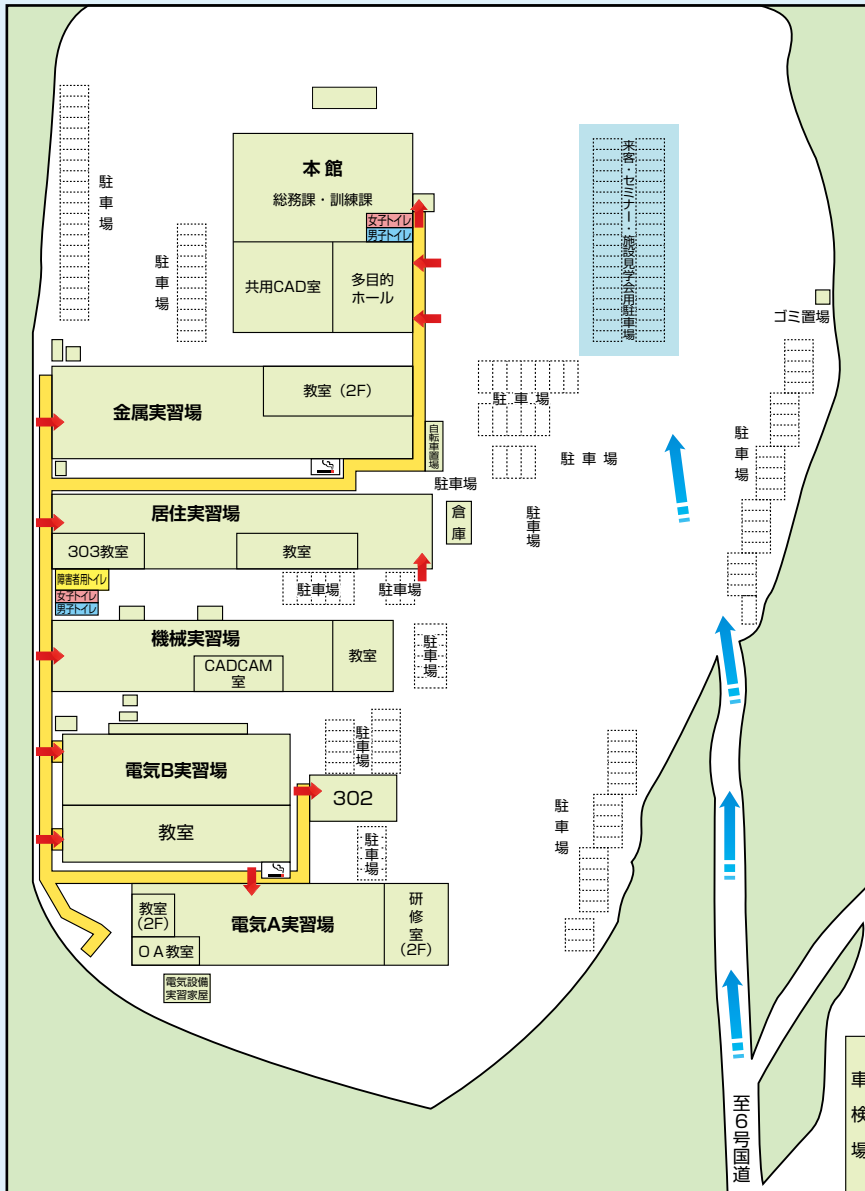 本館
総務課・訓練課
女子トイレ
男子トイレ
共用CAD室
多目的
ホール
駐車場
駐車場
来客・セミナー・施設見学会用駐車場
ゴミ置場
教室（2F）
金属実習場
自転車置場
駐車場
駐車場
駐車場
駐車場
居住実習場
倉庫
駐車場
303教室
教室
障害者用トイレ
女子トイレ
男子トイレ
駐車場
駐車場
機械実習場
CADCAM
室
教室
駐車場
電気B実習場
教室
駐車場
302
駐車場
駐車場
教室
(2F)
OA教室
電気A実習場
研修室
(2F)
電気設備
実習家屋
至6号国道
車検場